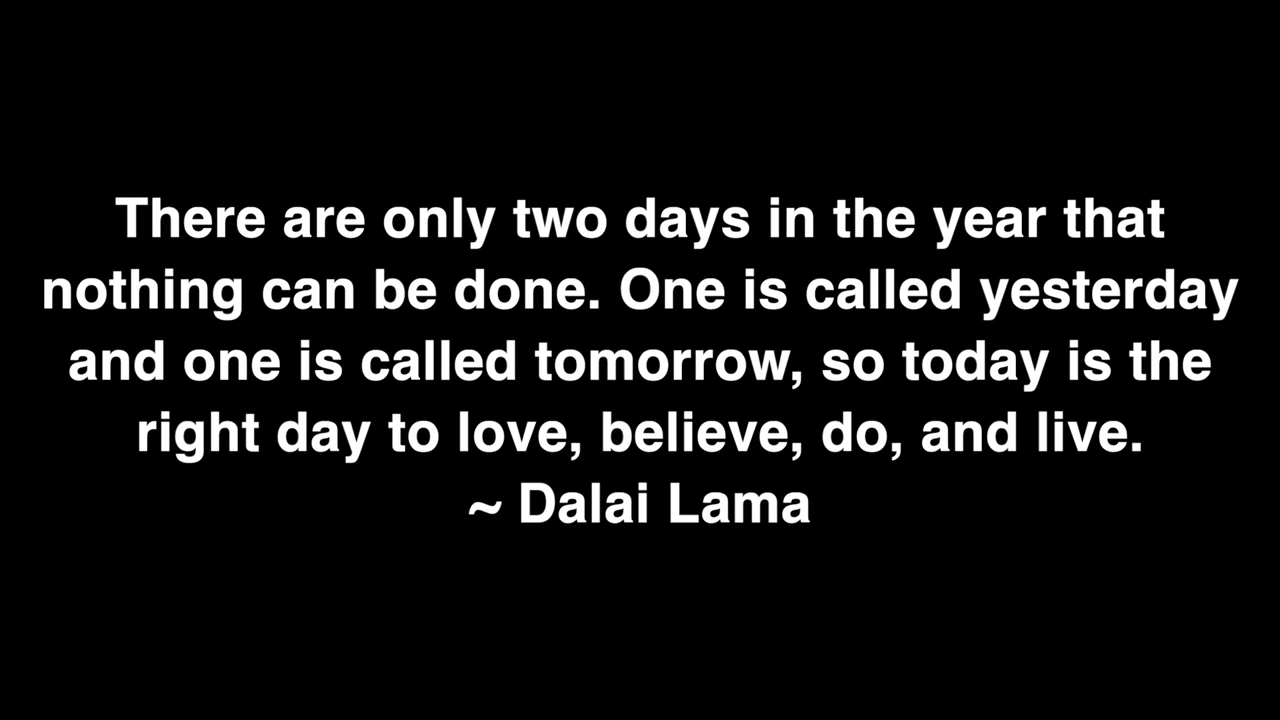 There are only two days in the year that
nothing can be done. One is called yesterday
and one is called tomorrow, so today is the
right day to love, believe, do, and live.
~ Dalai Lama